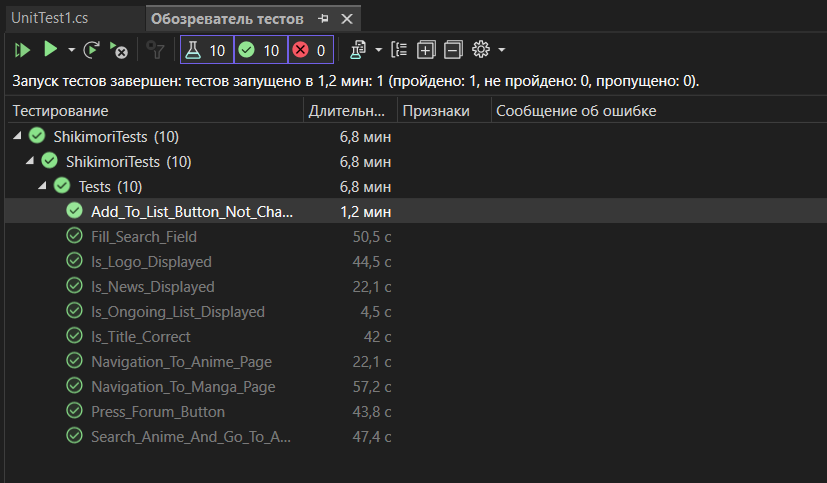 UnitTest1.cs Обозреватель тестов
10 10 0
Запуск тестов завершен: тестов запущено в 1,2 мин: 1 (пройдено: 1, не пройдено: 0, пропущено: 0).
Тестирование Длительн... Признаки Сообщение об ошибке
ShikimoriTests (10) 6,8 мин
ShikimoriTests (10) 6,8 мин
Tests (10) 6,8 мин
Add_To_List_Button_Not_Cha... 1,2 мин
Fill_Search_Field 50,5 с
Is_Logo_Displayed 44,5 с
Is_News_Displayed 22,1 с
Is_Ongoing_List_Displayed 4,5 с
Is_Title_Correct 42 с
Navigation_To_Anime_Page 22,1 с
Navigation_To_Manga_Page 57,2 с
Press_Forum_Button 43,8 с
Search_Anime_And_Go_To_A... 47,4 с